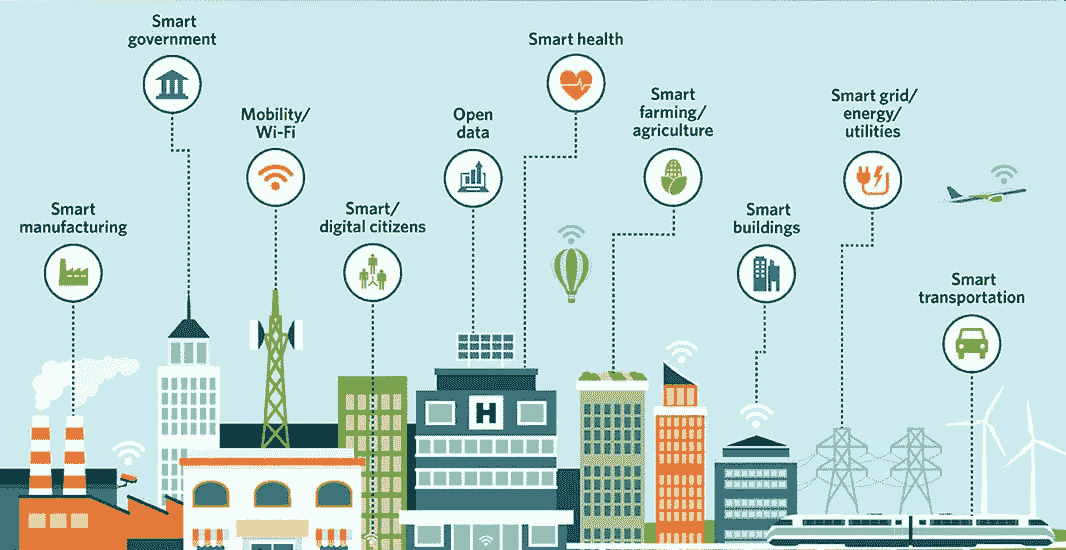 Smart
government
Smart health
Mobility/
Wi-Fi
Open
data
Smart
farming/
agriculture
Smart grid/
energy/
utilities
Smart
manufacturing
Smart/
digital citizens
Smart
buildings
Smart
transportation
H